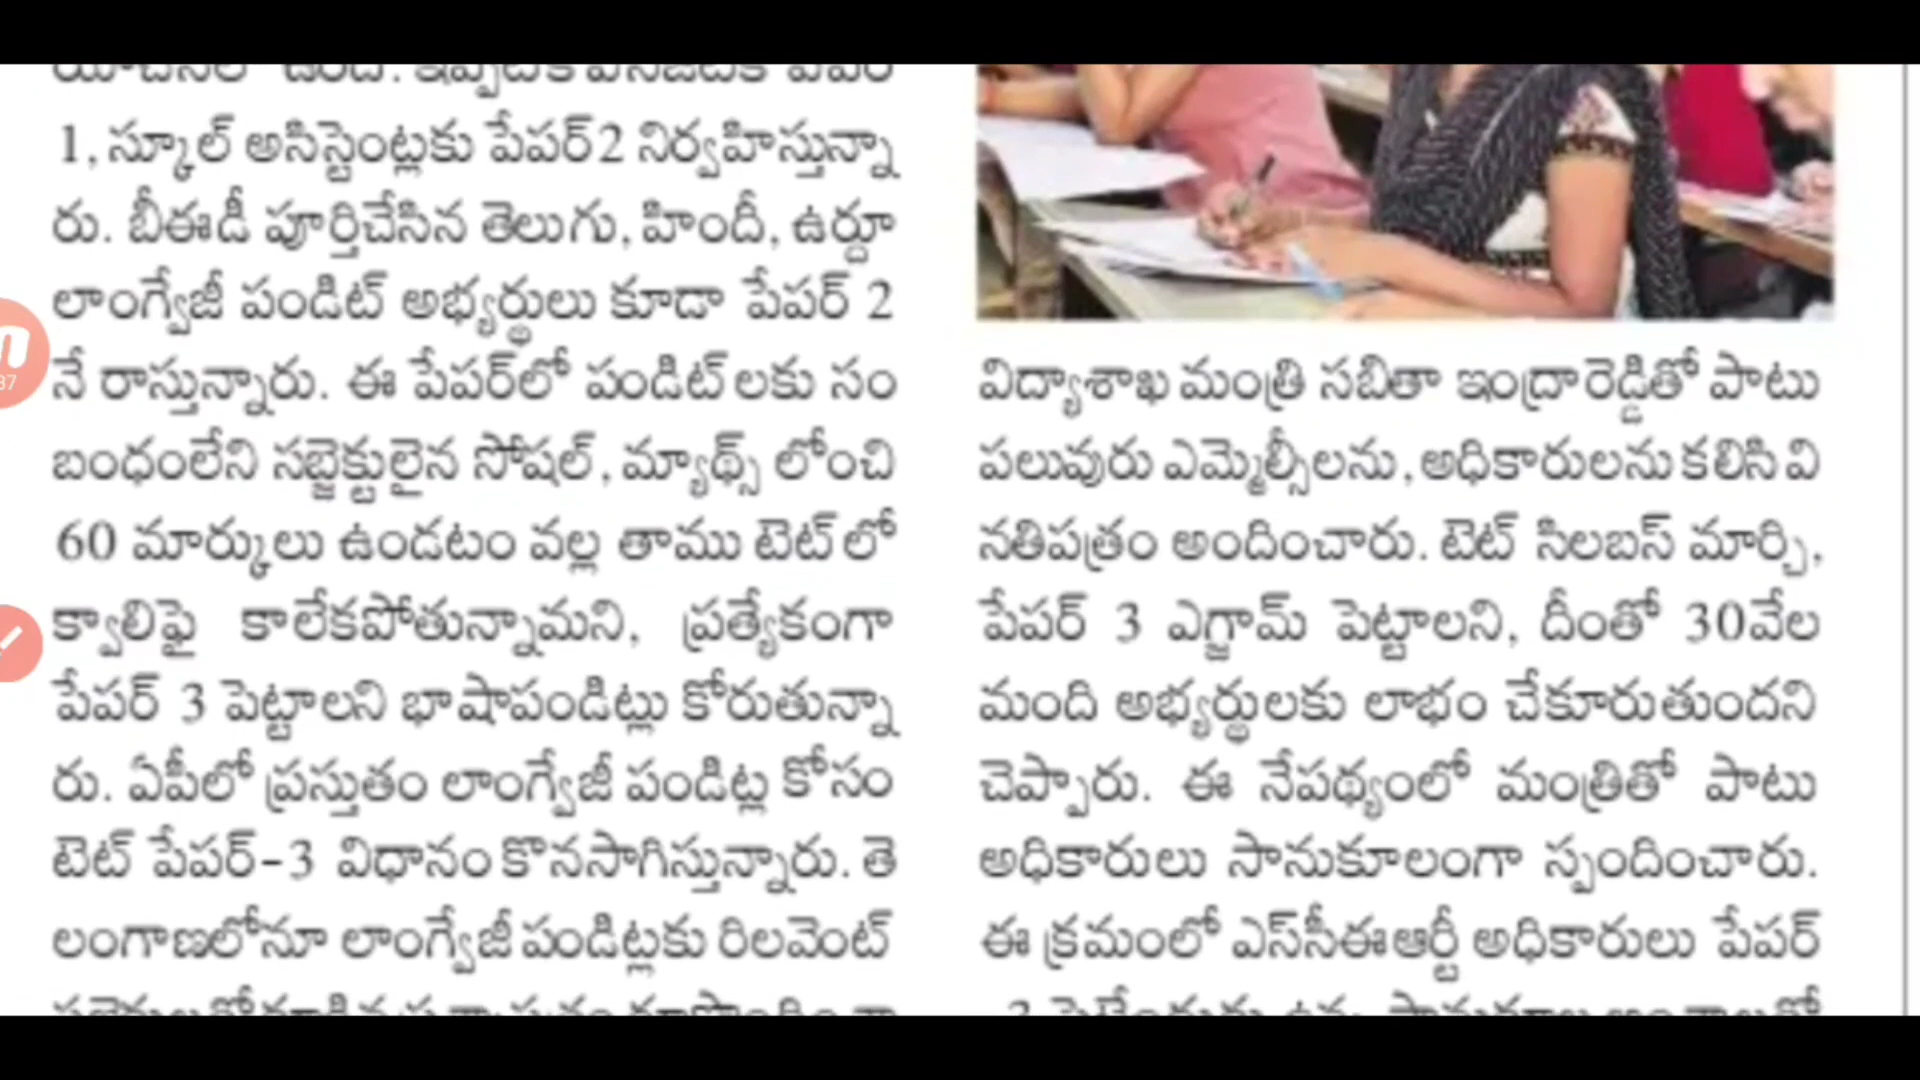 1, స్కూల్ అసిస్టెంట్లకు పేపర్2 నిర్వహిస్తున్నా
రు. బీఈడీ పూర్తిచేసిన తెలుగు, హిందీ, ఉర్దూ
లాంగ్వేజీ పండిట్ అభ్యర్థులు కూడా పేపర్ 2
నే రాస్తున్నారు. ఈ పేపర్‌లో పండిట్ లకు సం
బంధంలేని సబ్జెక్టులైన సోషల్, మ్యాథ్స్ లోంచి
60 మార్కులు ఉండటం వల్ల తాము టెట్ లో
క్వాలిఫై కాలేకపోతున్నామని, ప్రత్యేకంగా
పేపర్ 3 పెట్టాలని భాషాపండిట్లు కోరుతున్నా
రు. ఏపీలో ప్రస్తుతం లాంగ్వేజీ పండిట్ల కోసం
టెట్ పేపర్-3 విధానం కొనసాగిస్తున్నారు. తె
లంగాణలోనూ లాంగ్వేజీ పండిట్లకు రిలవెంట్
విద్యాశాఖ మంత్రి సబితా ఇంద్రారెడ్డితో పాటు
పలువురు ఎమ్మెల్సీలను, అధికారులను కలిసి వి
నతిపత్రం అందించారు. టెట్ సిలబస్ మార్చి,
పేపర్ 3 ఎగ్జామ్ పెట్టాలని, దీంతో 30వేల
మంది అభ్యర్థులకు లాభం చేకూరుతుందని
చెప్పారు. ఈ నేపథ్యంలో మంత్రితో పాటు
అధికారులు సానుకూలంగా స్పందించారు.
ఈ క్రమంలో ఎస్‌సీఈఆర్టీ అధికారులు పేపర్